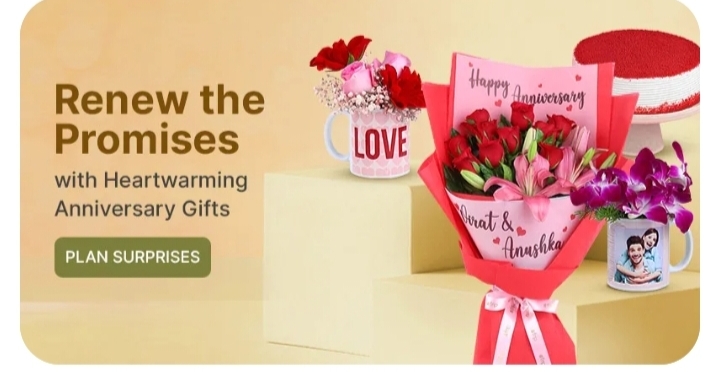 Renew the
Promises
with Heartwarming
Anniversary Gifts
PLAN SURPRISES
LOVE
Happy
Anniversary
Virat &
Anushka